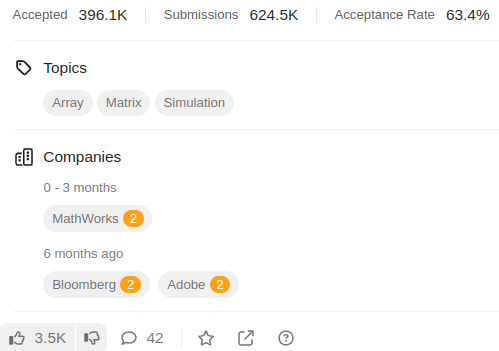 Accepted 396.1K Submissions 624.5K Acceptance Rate 63.4%
Topics
Array Matrix Simulation
Companies
0 - 3 months
MathWorks 2
6 months ago
Bloomberg 2 Adobe 2
3.5K 42